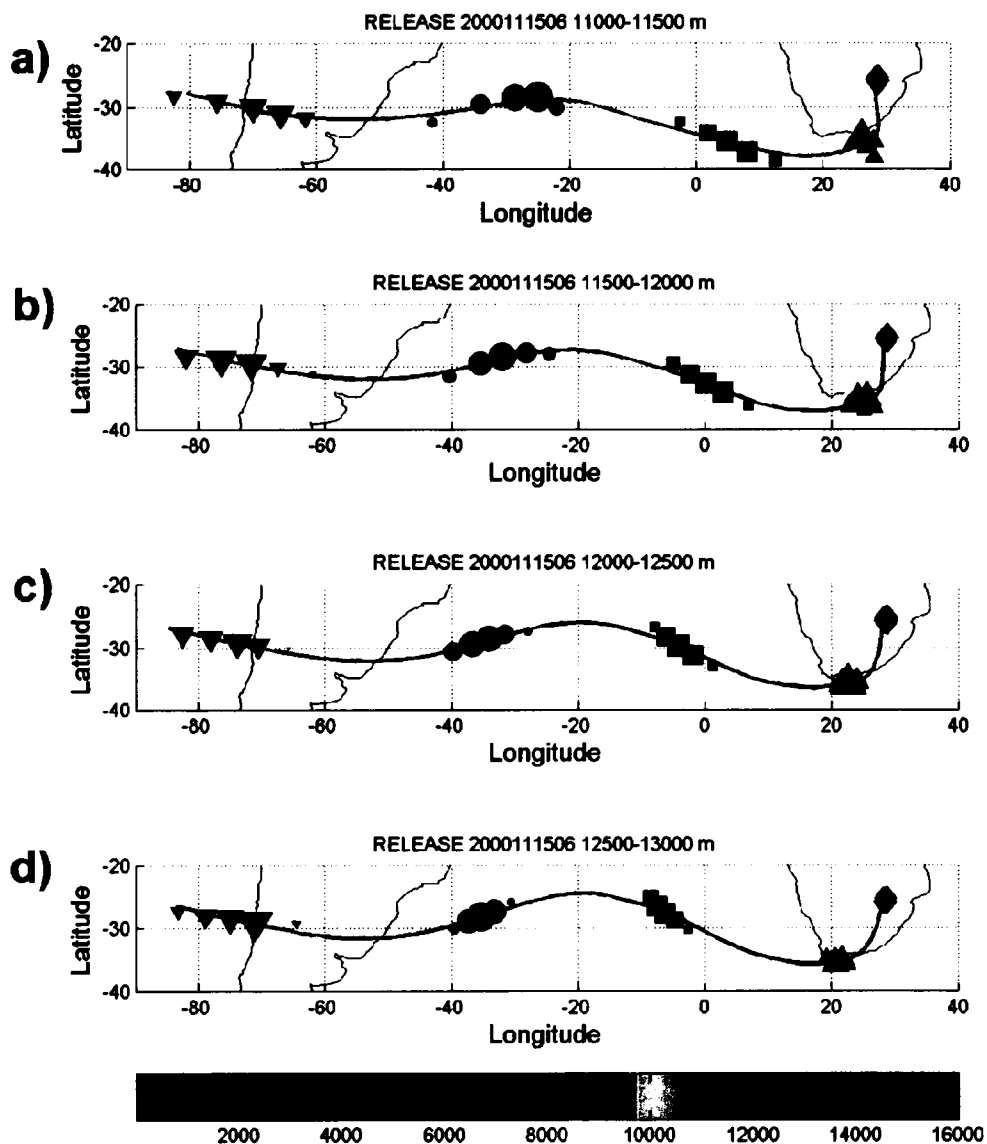 a)
RELEASE 2000111506 11000-11500 m
Latitude
-20
-30
-40
-80 -60 -40 -20 0 20 40
Longitude
b)
RELEASE 2000111506 11500-12000 m
Latitude
-20
-30
-40
-80 -60 -40 -20 0 20 40
Longitude
c)
RELEASE 2000111506 12000-12500 m
Latitude
-20
-30
-40
-80 -60 -40 -20 0 20 40
Longitude
d)
RELEASE 2000111506 12500-13000 m
Latitude
-20
-30
-40
-80 -60 -40 -20 0 20 40
Longitude
2000 4000 6000 8000 10000 12000 14000 16000